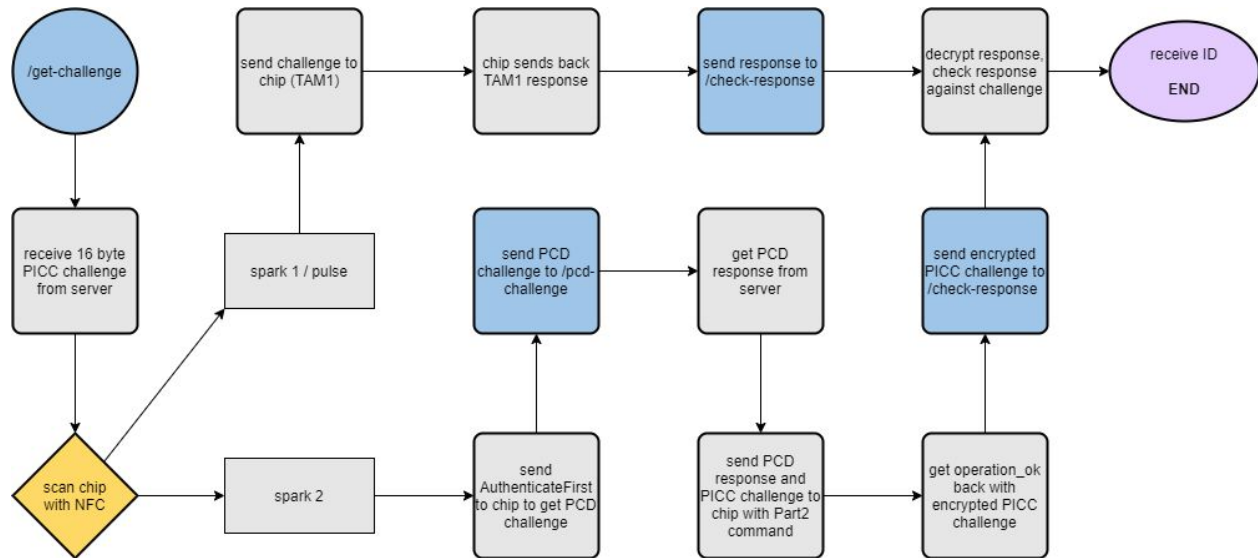 /get-challenge
send challenge to
chip (TAM1)
chip sends back
TAM1 response
send response to
/check-response
decrypt response,
check response
against challenge
receive ID
END
receive 16 byte
PICC challenge
from server
spark 1 / pulse
send PCD
challenge to /pcd-
challenge
get PCD
response from
server
send encrypted
PICC challenge to
/check-response
scan chip
with NFC
spark 2
send
AuthenticateFirst
to chip to get PCD
challenge
send PCD
response and
PICC challenge to
chip with Part2
command
get operation_ok
back with
encrypted PICC
challenge